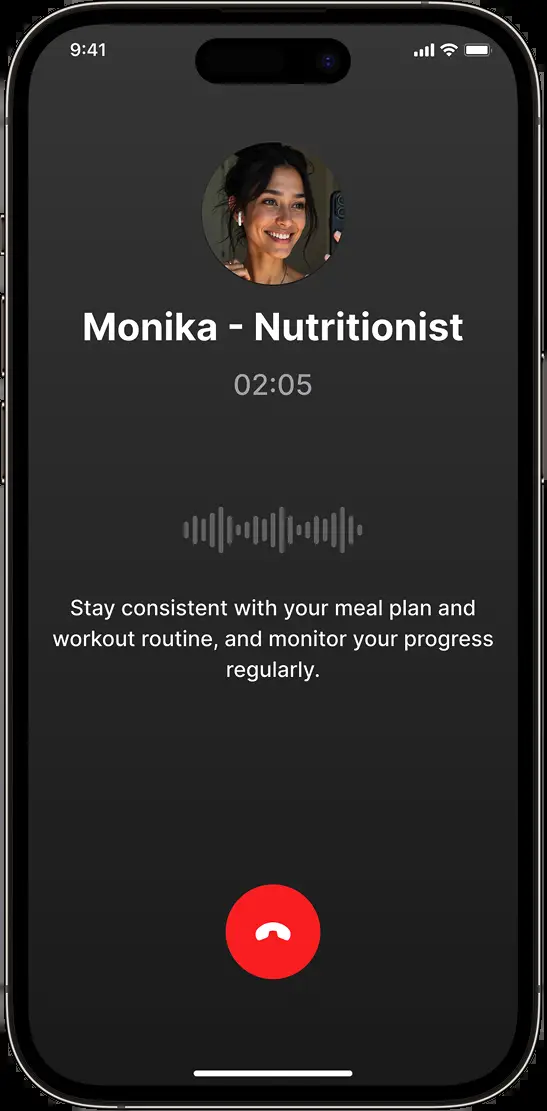 9:41
Monika - Nutritionist
02:05
Stay consistent with your meal plan and
workout routine, and monitor your progress
regularly.